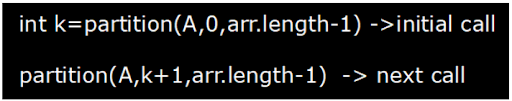 int k=partition(A,0,arr.length-1) ->initial call
partition(A,k+1,arr.length-1)  -> next call